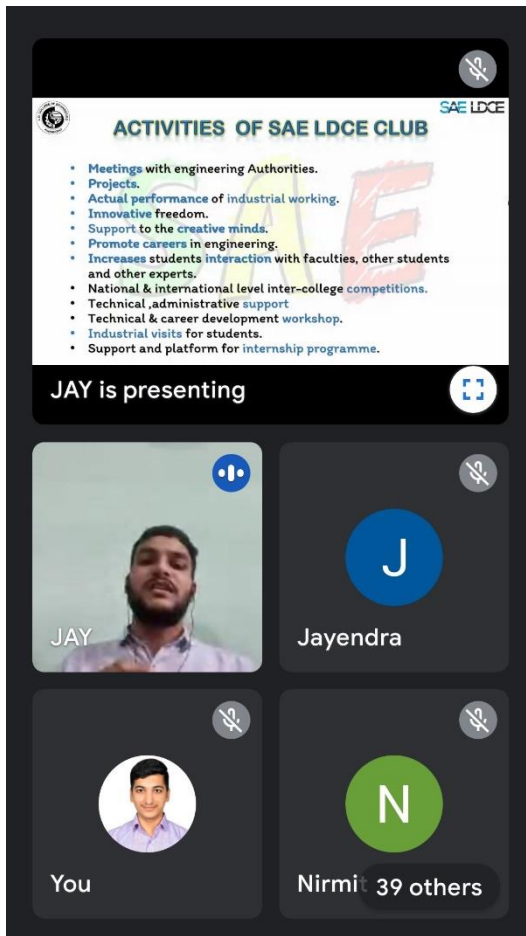 SAE LDCE
ACTIVITIES OF SAE LDCE CLUB
SAE
• Meetings with engineering Authorities.
• Projects.
• Actual performance of industrial working.
• Innovative freedom.
• Support to the creative minds.
• Promote careers in engineering.
• Increases students interaction with faculties, other students
and other experts.
• National & international level inter-college competitions.
• Technical ,administrative support
• Technical & career development workshop.
• Industrial visits for students.
• Support and platform for internship programme.
JAY is presenting
JAY
J
Jayendra
You
N
Nirmit
39 others